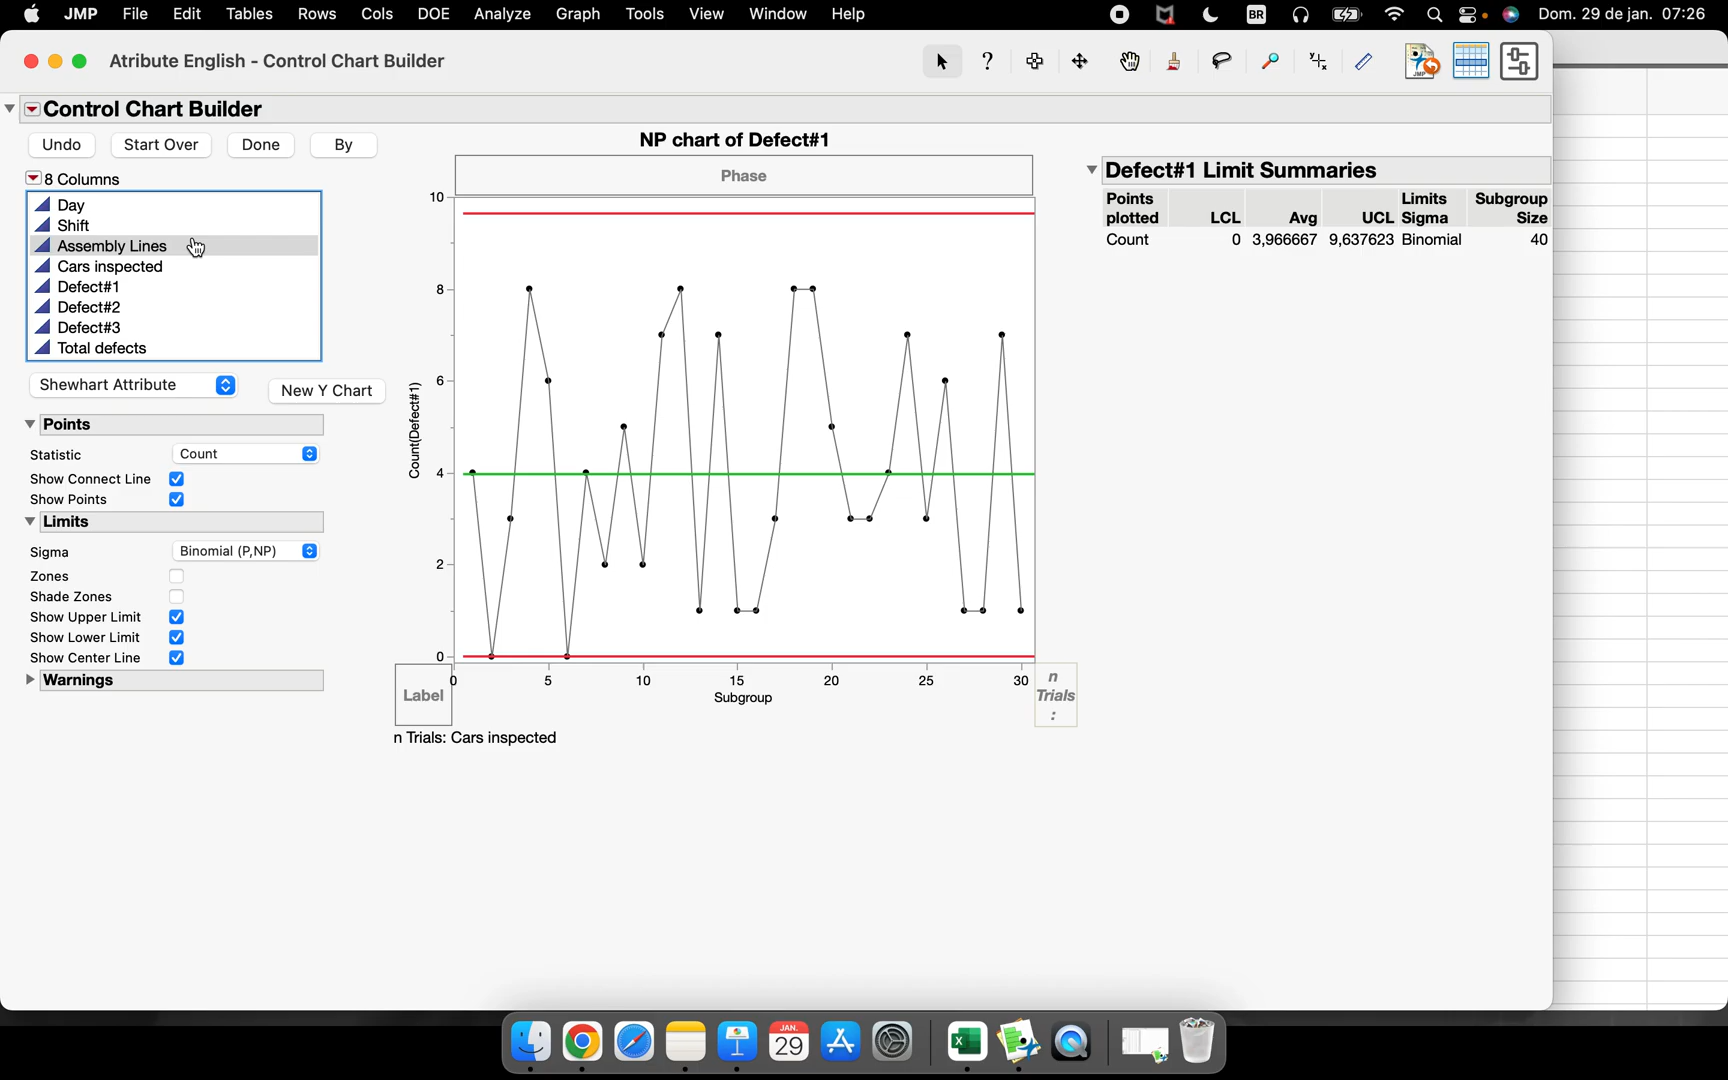 JMP File Edit Tables Rows Cols DOE Analyze Graph Tools View Window Help BR Dom. 29 de jan. 07:26
Atribute English - Control Chart Builder
Control Chart Builder
Undo Start Over Done By
8 Columns
Day
Shift
Assembly Lines
Cars inspected
Defect#1
Defect#2
Defect#3
Total defects
Shewhart Attribute New Y Chart
Points
Statistic Count
Show Connect Line
Show Points
Limits
Sigma Binomial (P,NP)
Zones
Shade Zones
Show Upper Limit
Show Lower Limit
Show Center Line
Warnings
NP chart of Defect#1
Phase
10
8
6
4
2
0
Count(Defect#1)
0 5 10 15 20 25 30
Subgroup
Label
n
Trials
:
n Trials: Cars inspected
Defect#1 Limit Summaries
Points plotted LCL Avg UCL Limits Sigma Subgroup Size
Count 0 3,966667 9,637623 Binomial 40
JMP
JAN.
29